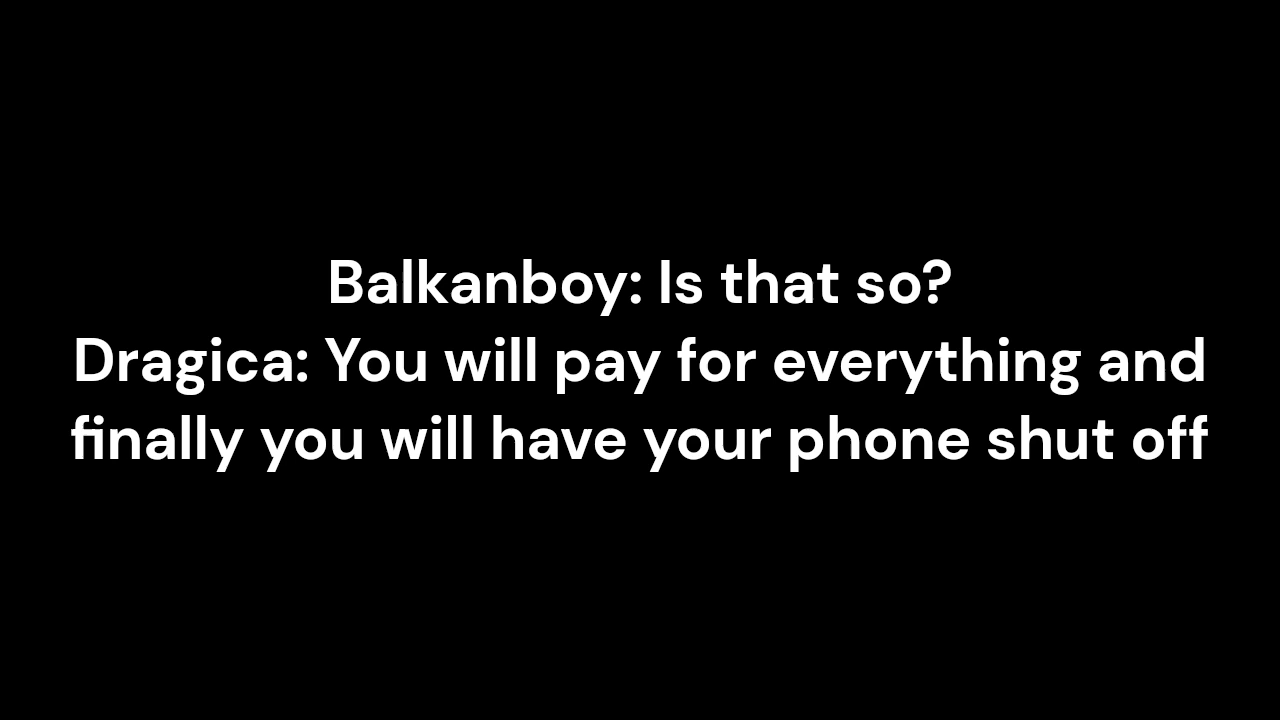 Balkanboy: Is that so?
Dragica: You will pay for everything and
finally you will have your phone shut off